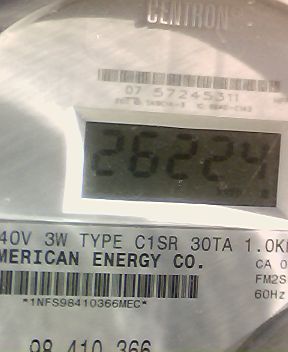 CENTRON
07 57245311
26224
40V 3W TYPE C1SR 30TA 1.0K
MERICAN ENERGY CO.
CA 0
FM2S
*1NFS98410366MEC*
60Hz
98 410 366